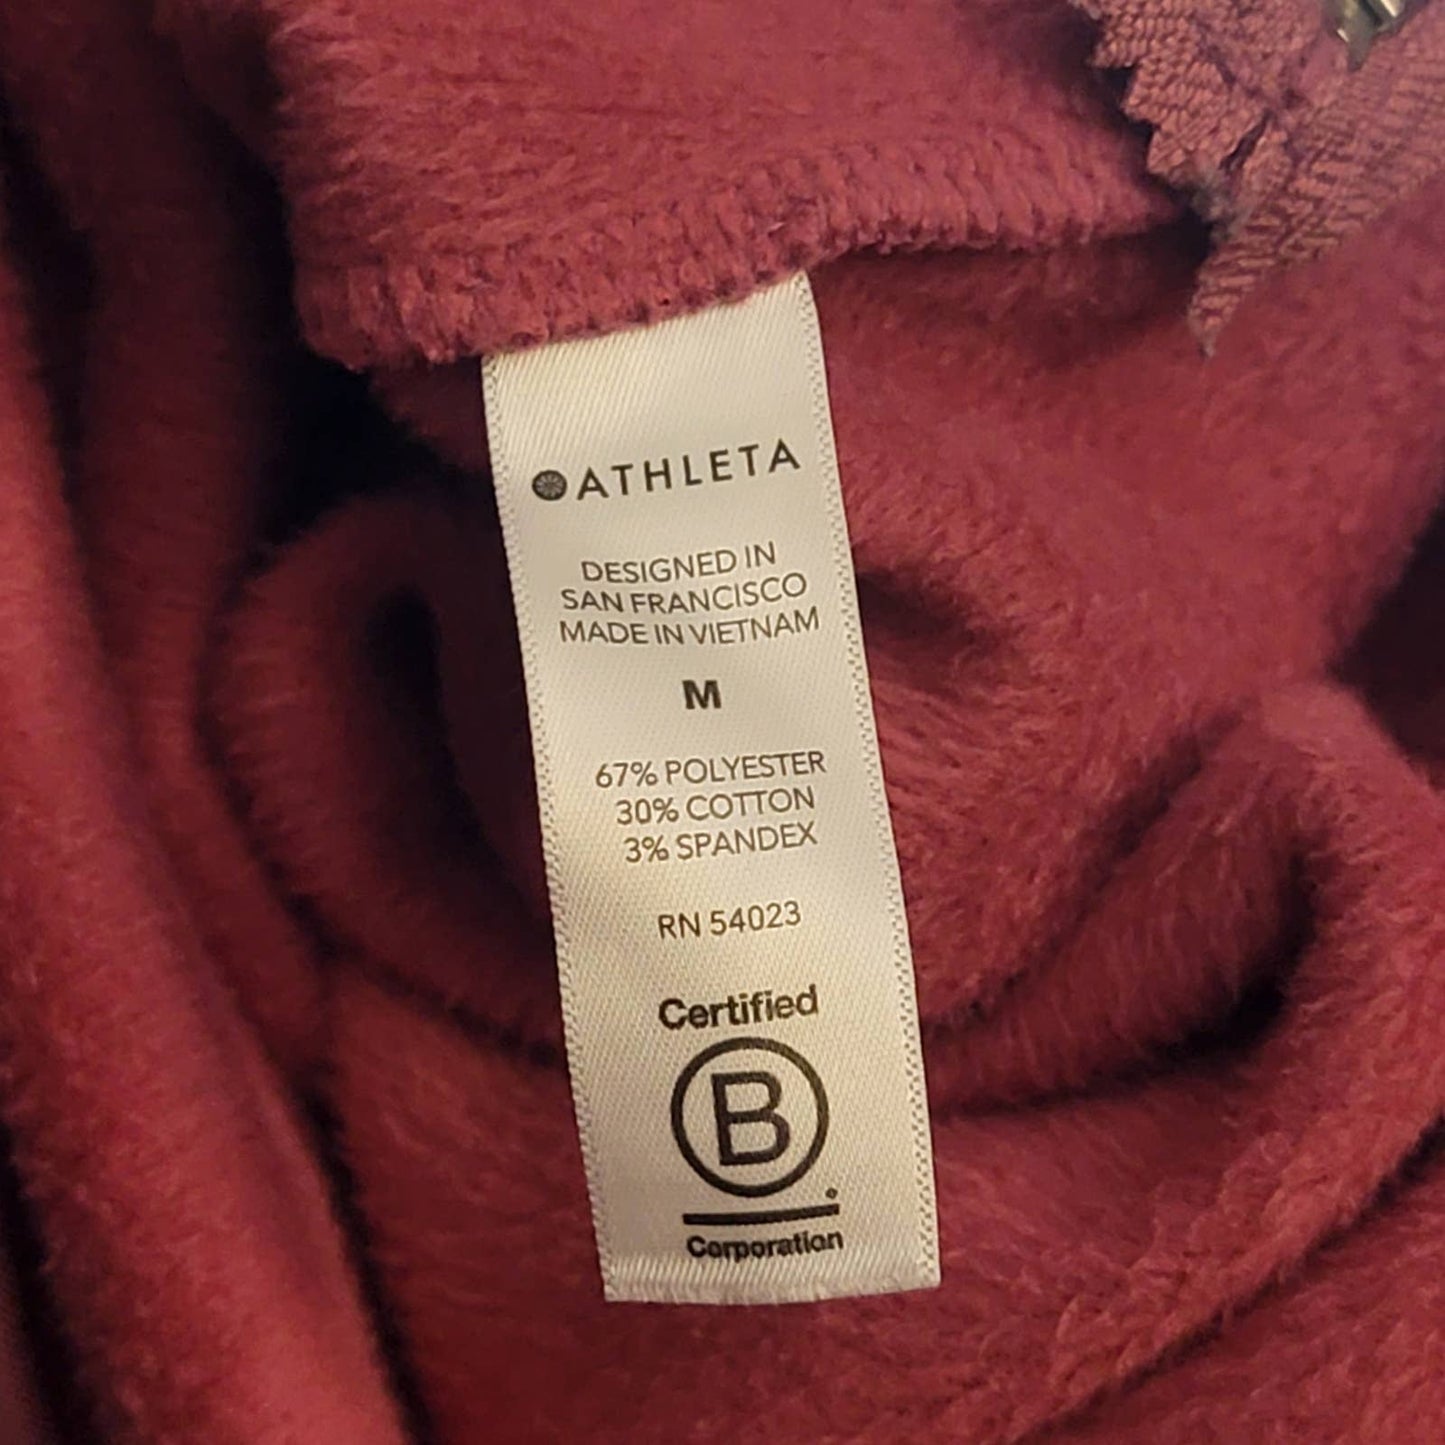 ATHLETA
DESIGNED IN
SAN FRANCISCO
MADE IN VIETNAM
M
67% POLYESTER
30% COTTON
3% SPANDEX
RN 54023
Certified
B
Corporation